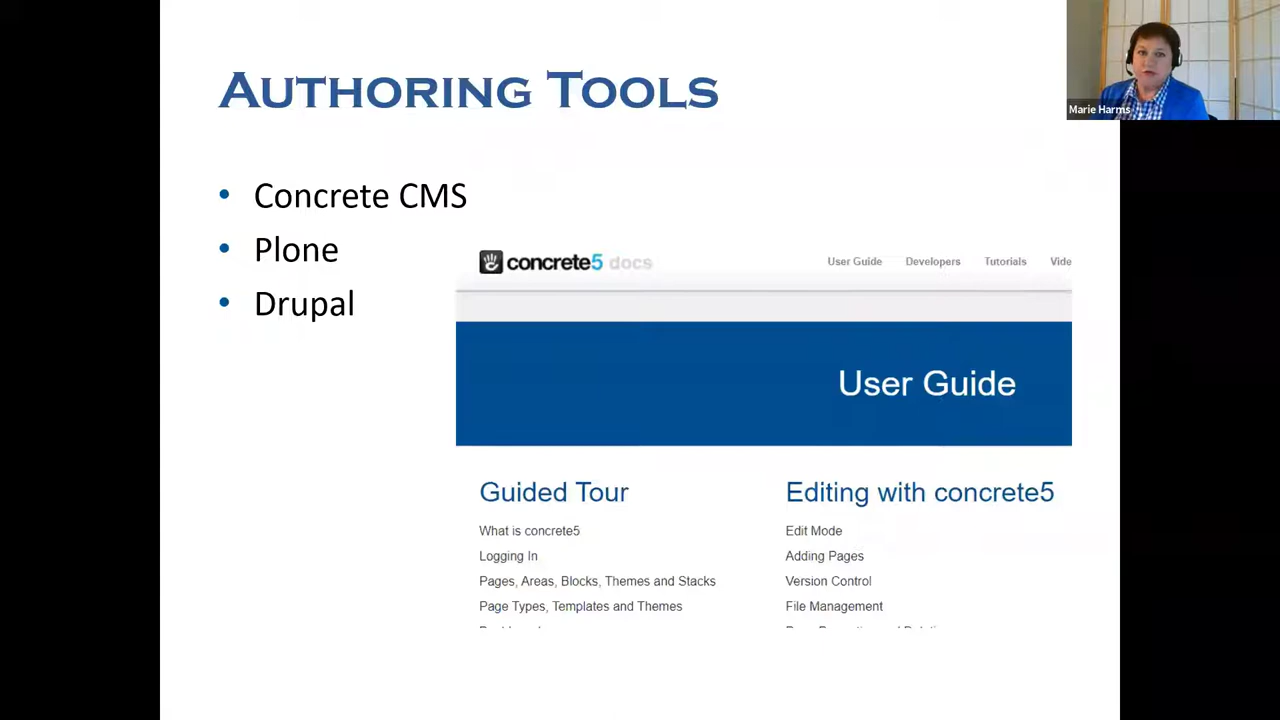 AUTHORING TOOLS
Marie Harms
• Concrete CMS
• Plone
• Drupal
concrete5 docs
User Guide Developers Tutorials Vide
User Guide
Guided Tour
What is concrete5
Logging In
Pages, Areas, Blocks, Themes and Stacks
Page Types, Templates and Themes
Editing with concrete5
Edit Mode
Adding Pages
Version Control
File Management